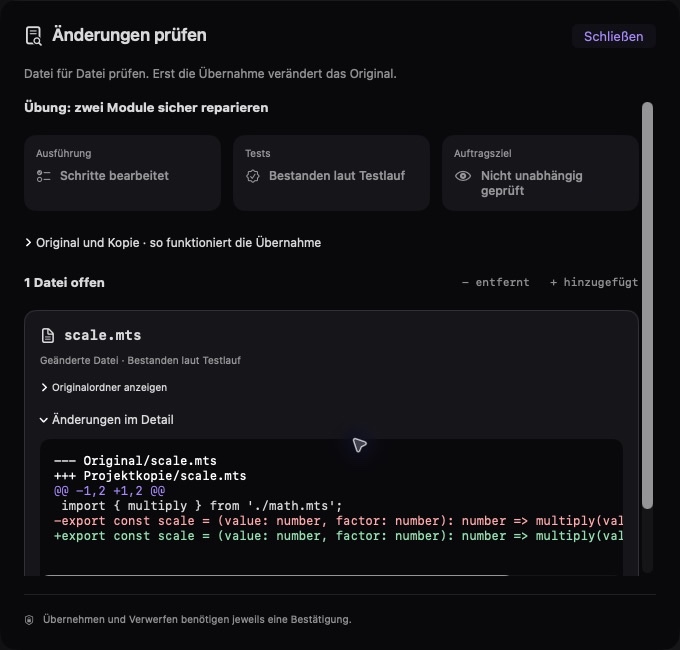 Änderungen prüfen
Schließen
Datei für Datei prüfen. Erst die Übernahme verändert das Original.
Übung: zwei Module sicher reparieren
Ausführung
Schritte bearbeitet
Tests
Bestanden laut Testlauf
Auftragsziel
Nicht unabhängig
geprüft
Original und Kopie · so funktioniert die Übernahme
1 Datei offen
− entfernt + hinzugefügt
scale.mts
Geänderte Datei · Bestanden laut Testlauf
Originalordner anzeigen
Änderungen im Detail
--- Original/scale.mts
+++ Projektkopie/scale.mts
@@ -1,2 +1,2 @@
import { multiply } from './math.mts';
-export const scale = (value: number, factor: number): number => multiply(val
+export const scale = (value: number, factor: number): number => multiply(val
Übernehmen und Verwerfen benötigen jeweils eine Bestätigung.